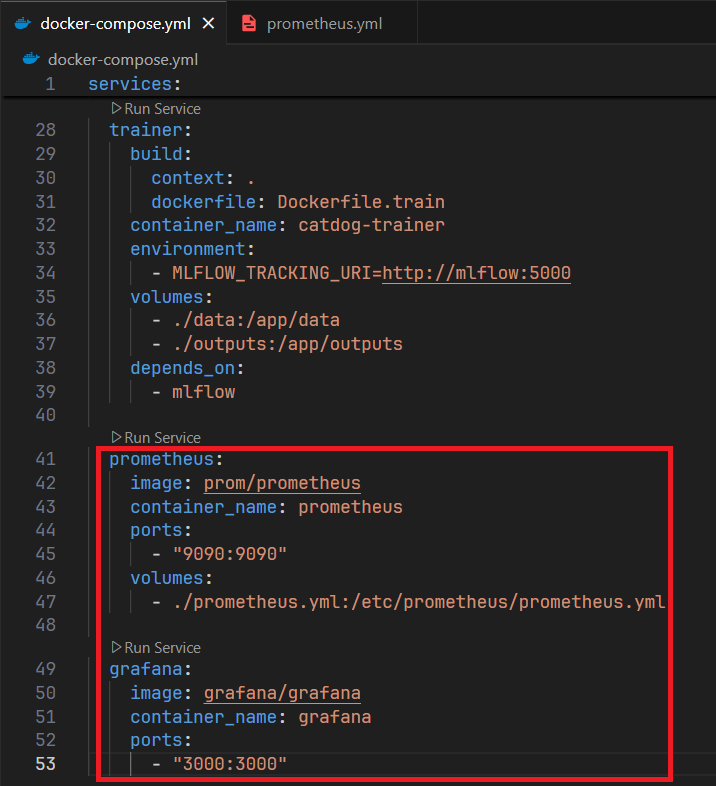 docker-compose.yml prometheus.yml
docker-compose.yml
1 services:
Run Service
28 trainer:
29 build:
30 context: .
31 dockerfile: Dockerfile.train
32 container_name: catdog-trainer
33 environment:
34 - MLFLOW_TRACKING_URI=http://mlflow:5000
35 volumes:
36 - ./data:/app/data
37 - ./outputs:/app/outputs
38 depends_on:
39 - mlflow
40
Run Service
41 prometheus:
42 image: prom/prometheus
43 container_name: prometheus
44 ports:
45 - "9090:9090"
46 volumes:
47 - ./prometheus.yml:/etc/prometheus/prometheus.yml
48
Run Service
49 grafana:
50 image: grafana/grafana
51 container_name: grafana
52 ports:
53 - "3000:3000"